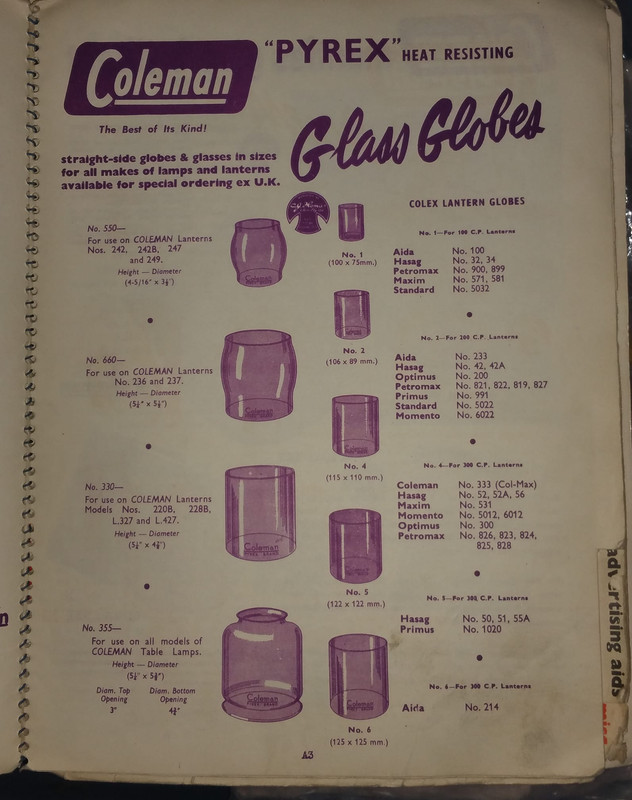 Coleman
The Best of Its Kind!
"PYREX" HEAT RESISTING
Glass Globes
straight-side globes & glasses in sizes
for all makes of lamps and lanterns
available for special ordering ex U.K.
No. 550—
For use on COLEMAN Lanterns
Nos. 242, 242B, 247
and 249.
Height — Diameter
(4-5/16" x 3½")
Coleman
No. 660—
For use on COLEMAN Lanterns
No. 236 and 237.
Height — Diameter
Coleman
No. 330—
For use on COLEMAN Lanterns
Models Nos. 220B, 228B,
L.327 and L.427.
Height — Diameter
Coleman
No. 355—
For use on all models of
COLEMAN Table Lamps.
Height — Diameter
Diam. Top Diam. Bottom
Opening Opening
3"
Coleman
No. 1
(100 x 75mm.)
No. 2
(106 x 89 mm.)
No. 4
(115 x 110 mm.)
No. 5
(122 x 122 mm.)
No. 6
(125 x 125 mm.)
COLEX LANTERN GLOBES
No. 1—For 100 C.P. Lanterns
Aida No. 100
Hasag No. 32, 34
Petromax No. 900, 899
Maxim No. 571, 581
Standard No. 5032
No. 2—For 200 C.P. Lanterns
Aida No. 233
Hasag No. 42, 42A
Optimus No. 200
Petromax No. 821, 822, 819, 827
Primus No. 991
Standard No. 5022
Momento No. 6022
No. 4—For 300 C.P. Lanterns
Coleman No. 333 (Col-Max)
Hasag No. 52, 52A, 56
Maxim No. 531
Momento No. 5012, 6012
Optimus No. 300
Petromax No. 826, 823, 824,
825, 828
No. 5—For 300 C.P. Lanterns
Hasag No. 50, 51, 55A
Primus No. 1020
No. 6—For 300 C.P. Lanterns
Aida No. 214
A3
advertising aids